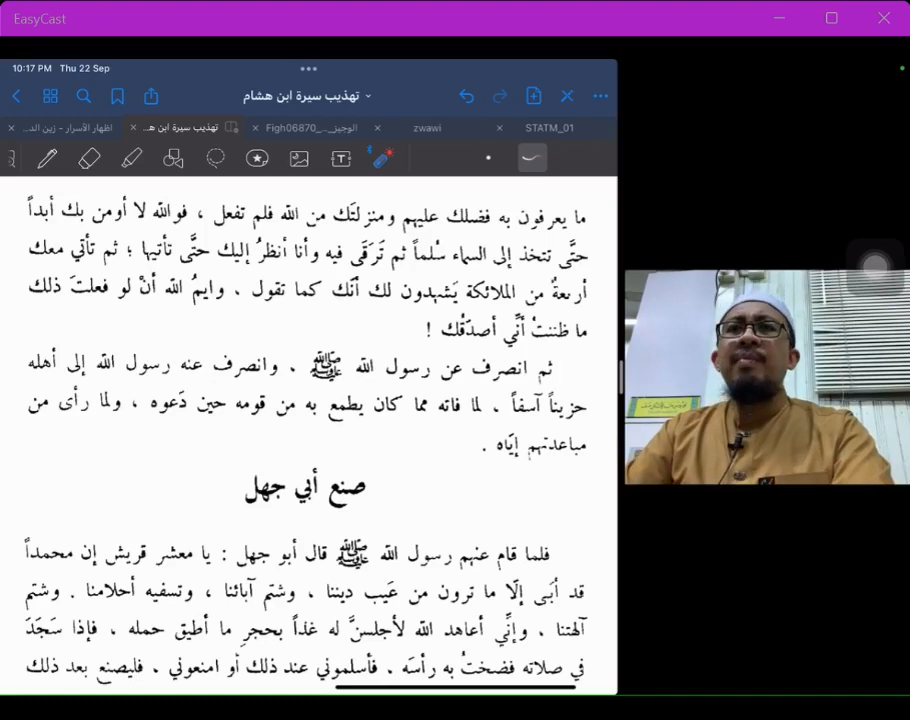 EasyCast
10:17 PM Thu 22 Sep
تهذيب سيرة ابن هشام
اظهار الأسرار - زين الد...
تهذيب سيرة ابن هـ...
Figh06870_...الوجيز
zwawi
STATM_01
ما يعرفون به فضلك عليهم ومنزلتك من الله فلم تفعل ، فوالله لا أومن بك أبداً
حتَّى تتخذ إلى السماء سُلماً ثم تَرَقَى فيه وأنا أنظرُ إليك حتَّى تأتيها ؛ ثم تأتي معك
أربعةٌ من الملائكة يَشهدون لك أنّك كما تقول . وايمُ الله أنْ لو فعلتَ ذلك
ما ظننتْ أنّي أصدّقُك !
ثم انصرف عن رسول الله ﷺ . وانصرف عنه رسول الله إلى أهله
حزيناً آسفاً . لما فاته مما كان يطمع به من قومه حين دَعوه ، ولما رأى من
مباعدتهم إيّاه .
صنع أبي جهل
فلما قام عنهم رسول الله ﷺ قال أبو جهل : يا معشر قريش إن محمداً
قد أبَى إلّا ما ترون من عَيب ديننا ، وشتم آبائنا ، وتسفيه أحلامنا . وشتم
آلهتنا . وإنِّي أعاهد الله لأجلسنَّ له غذاً بحجرِ ما أطيق حمله ، فإذا سَجَدَ
في صلاته فضختُ به رأسَه . فأسلموني عند ذلك أو امنعوني . فليصنع بعد ذلك